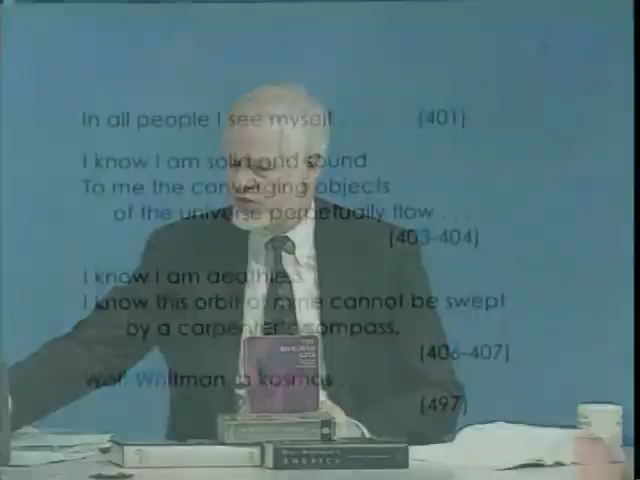 In all people I see myself . . . (401)
I know I am solid and sound
To me the converging objects
of the universe perpetually flow . . .
(403-404)
I know I am deathless
I know this orbit of mine cannot be swept
by a carpenter's compass,
(406-407)
Walt Whitman, a kosmos . . .
(497)
AMERICA